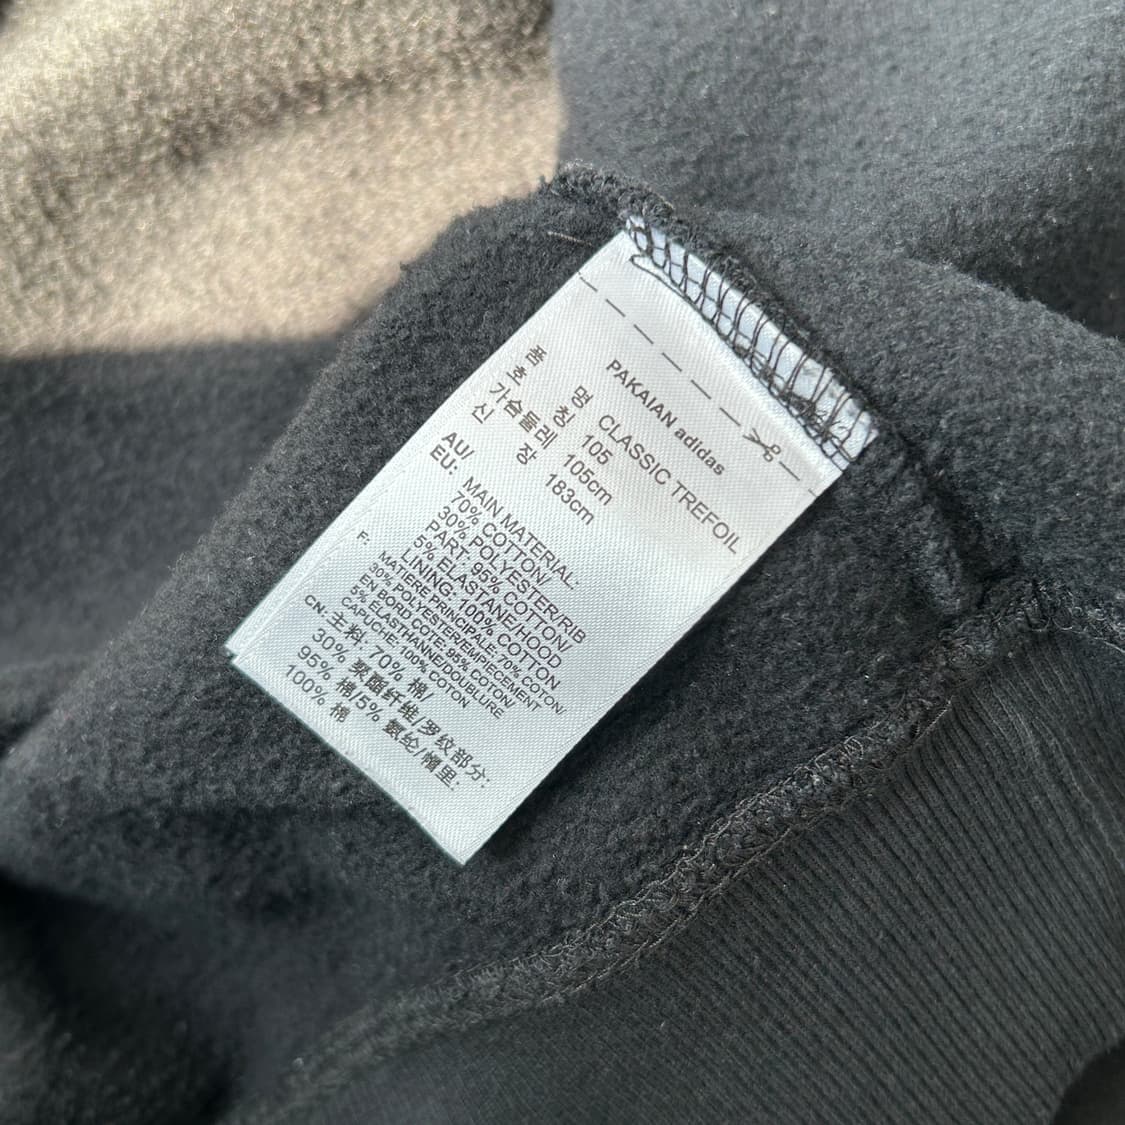 PAKAIAN adidas
품 명 CLASSIC TREFOIL
호 칭 105
가슴둘레 105cm
신 장 183cm
AU/
EU: MAIN MATERIAL:
70% COTTON/
30% POLYESTER/RIB
PART: 95% COTTON/
5% ELASTANE/HOOD
LINING: 100% COTTON
F: MATIERE PRINCIPALE: 70% COTON/
30% POLYESTER/EMPIECEMENT
EN BORD COTE: 95% COTON/
5% ELASTHANNE/DOUBLURE
CAPUCHE: 100% COTON
CN: 主料: 70% 棉/
30% 聚酯纤维/罗纹部分:
95% 棉/5% 氨纶/帽里:
100% 棉